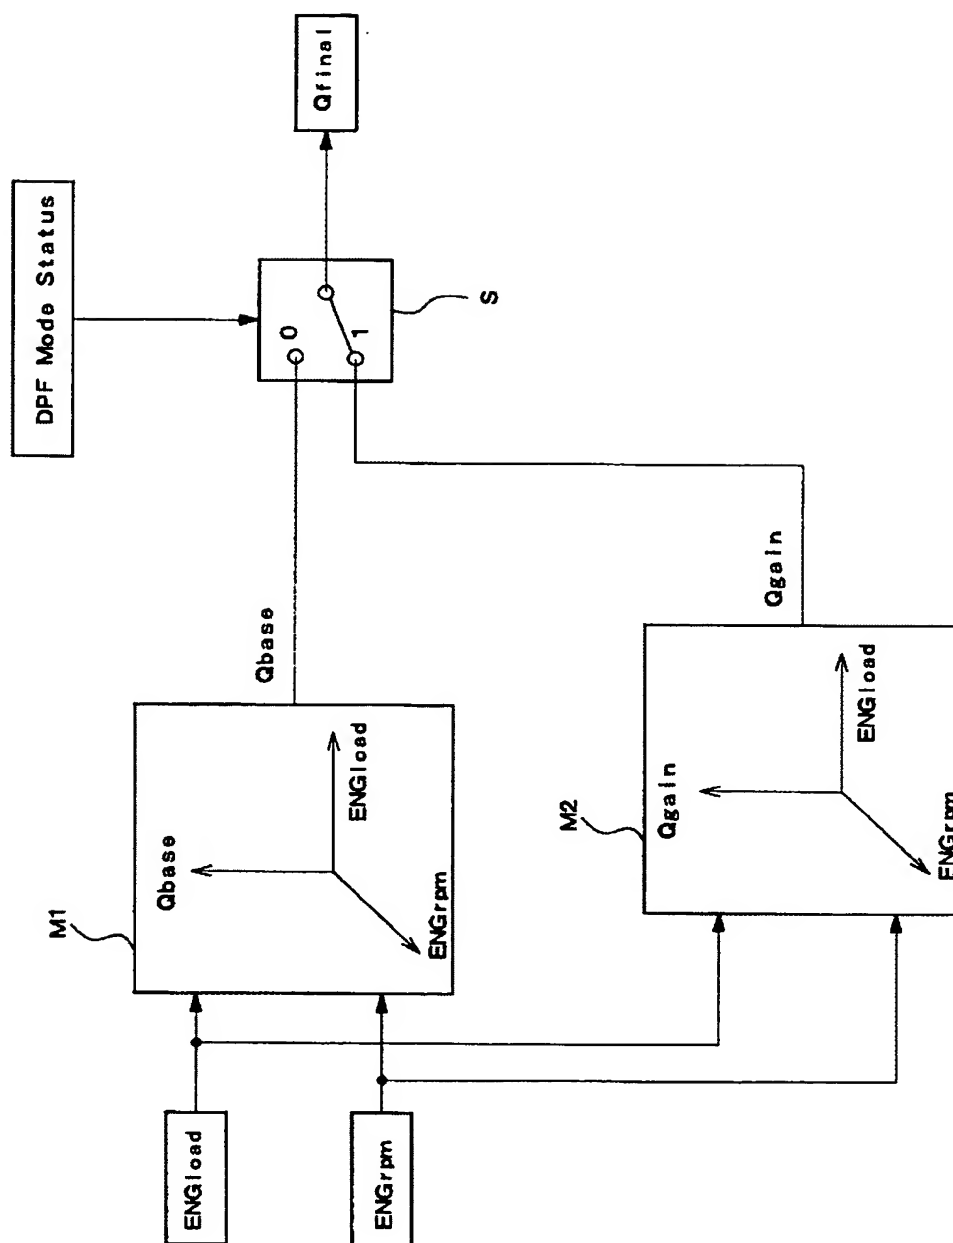 DPF Mode Status
Qfinal
0
1
S
Qbase
Qgain
M1
Qbase
ENGload
ENGrpm
M2
Qgain
ENGload
ENGrpm
ENGload
ENGrpm